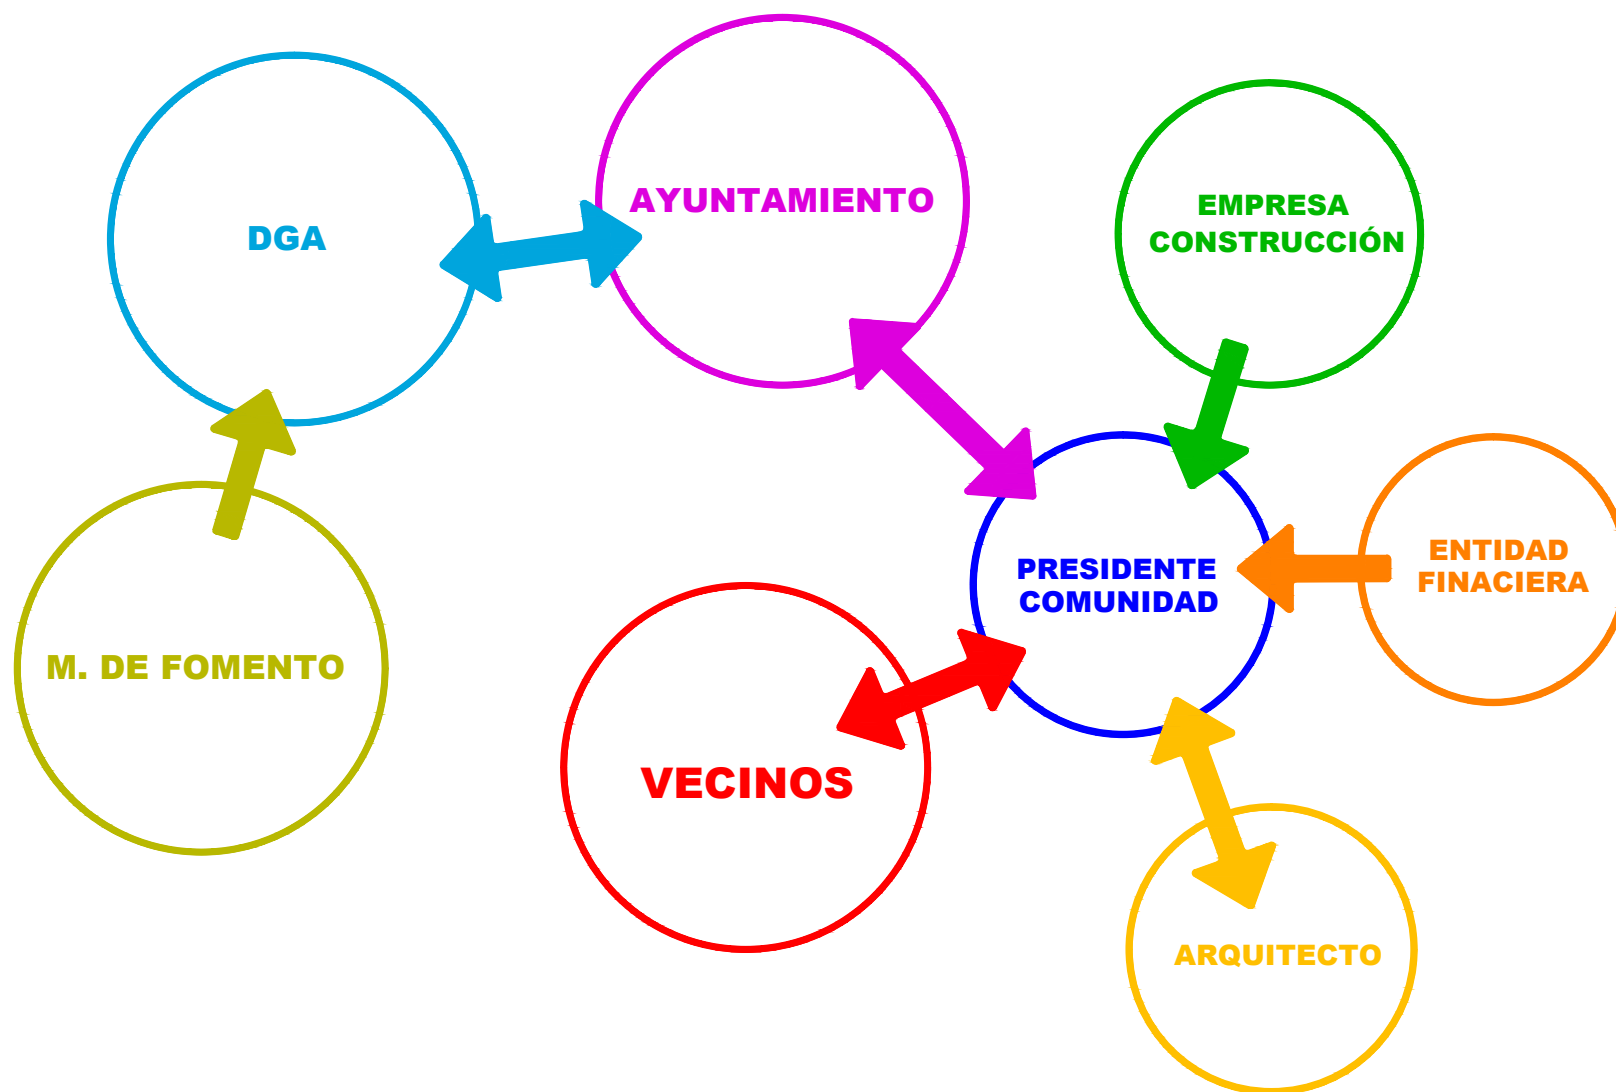 DGA
AYUNTAMIENTO
EMPRESA
CONSTRUCCIÓN
M. DE FOMENTO
PRESIDENTE
COMUNIDAD
ENTIDAD
FINACIERA
VECINOS
ARQUITECTO